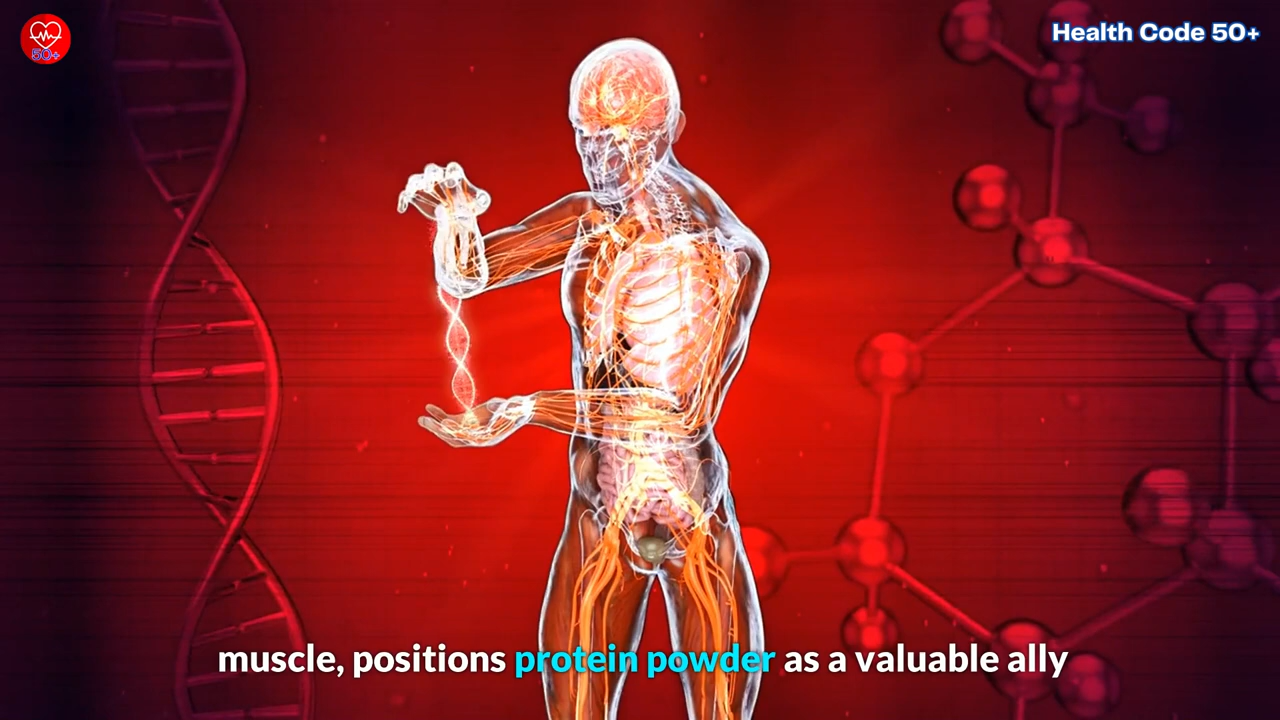 50+
Health Code 50+
muscle, positions protein powder as a valuable ally